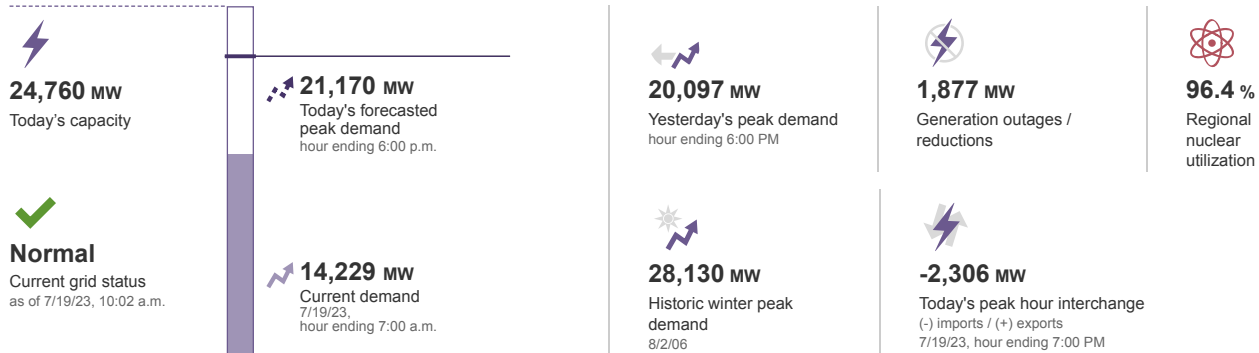 24,760 MW
Today's capacity
Normal
Current grid status
as of 7/19/23, 10:02 a.m.
21,170 MW
Today's forecasted
peak demand
hour ending 6:00 p.m.
14,229 MW
Current demand
7/19/23,
hour ending 7:00 a.m.
20,097 MW
Yesterday's peak demand
hour ending 6:00 PM
1,877 MW
Generation outages /
reductions
96.4 %
Regional
nuclear
utilization
28,130 MW
Historic winter peak
demand
8/2/06
-2,306 MW
Today's peak hour interchange
(-) imports / (+) exports
7/19/23, hour ending 7:00 PM